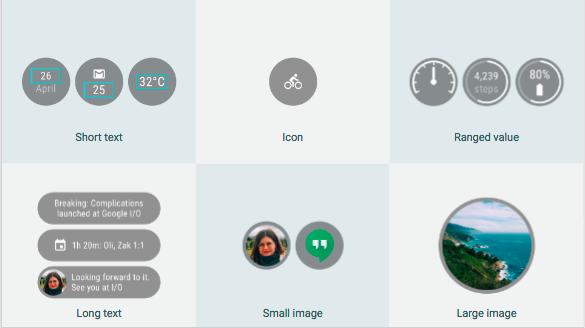 26
April
25
32°C
Short text
Icon
4,239
steps
80%
Ranged value
Breaking: Complications
launched at Google I/O
1h 20m: Oli, Zak 1:1
Looking forward to it.
See you at I/O
Long text
Small image
Large image